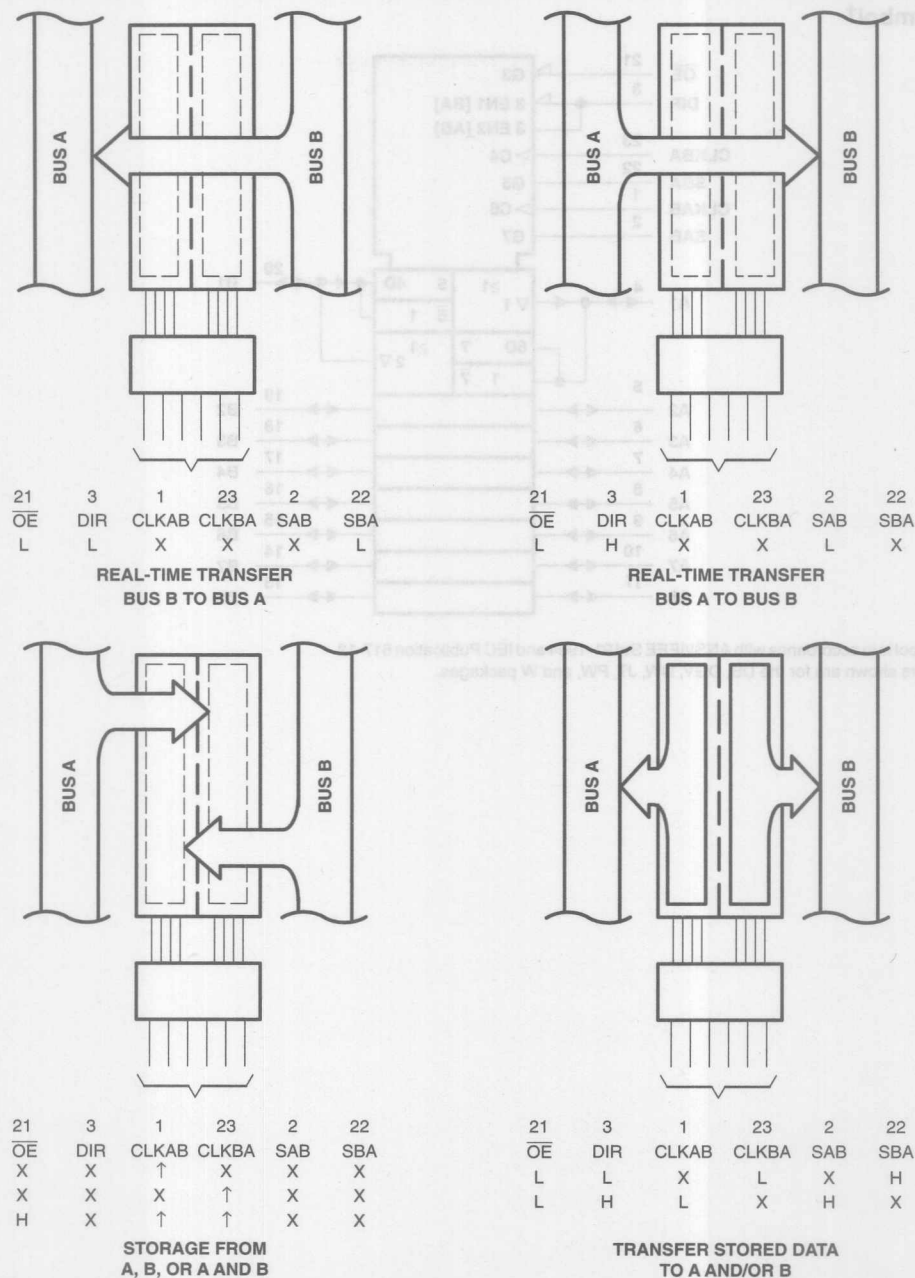 BUS A
BUS B
BUS A
BUS B
21 3 1 23 2 22
OE DIR CLKAB CLKBA SAB SBA
L L X X X L
REAL-TIME TRANSFER
BUS B TO BUS A
21 3 1 23 2 22
OE DIR CLKAB CLKBA SAB SBA
L H X X L X
REAL-TIME TRANSFER
BUS A TO BUS B
BUS A
BUS B
BUS A
BUS B
21 3 1 23 2 22
OE DIR CLKAB CLKBA SAB SBA
X X ↑ X X X
X X X ↑ X X
H X ↑ ↑ X X
STORAGE FROM
A, B, OR A AND B
21 3 1 23 2 22
OE DIR CLKAB CLKBA SAB SBA
L L X L X H
L H L X H X
TRANSFER STORED DATA
TO A AND/OR B